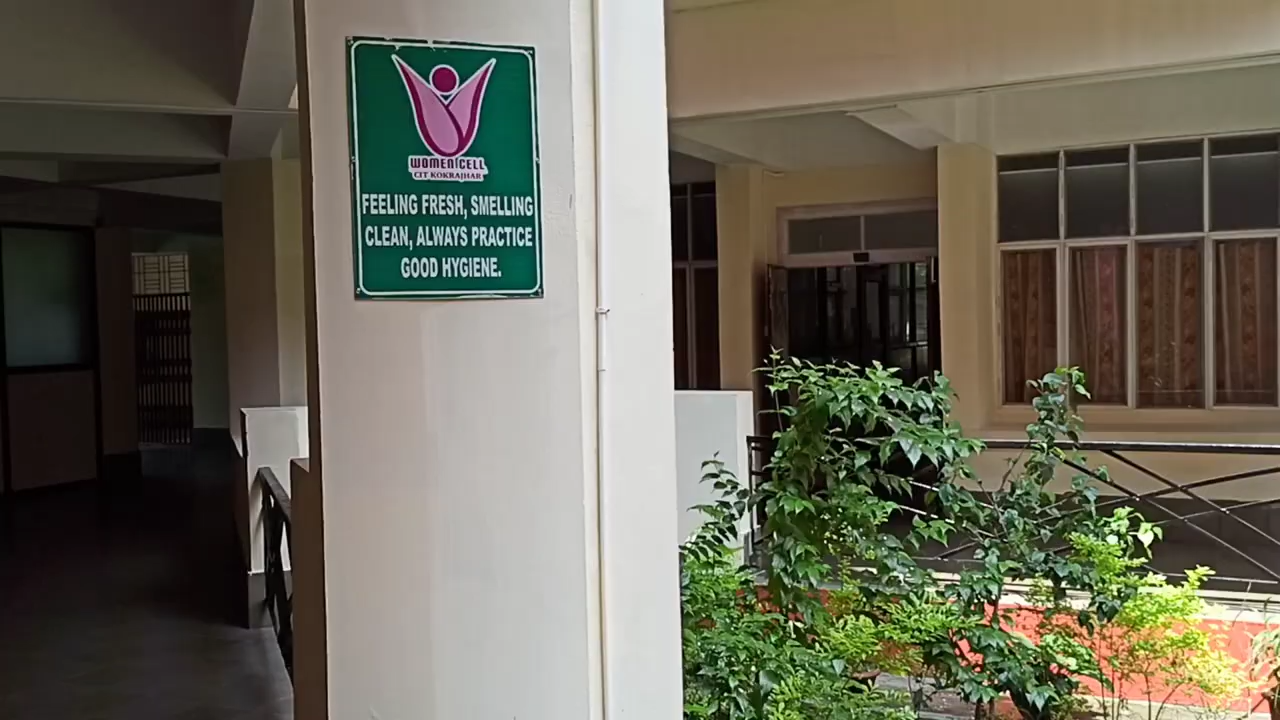 WOMEN CELL
CIT KOKRAJHAR
FEELING FRESH, SMELLING
CLEAN, ALWAYS PRACTICE
GOOD HYGIENE.